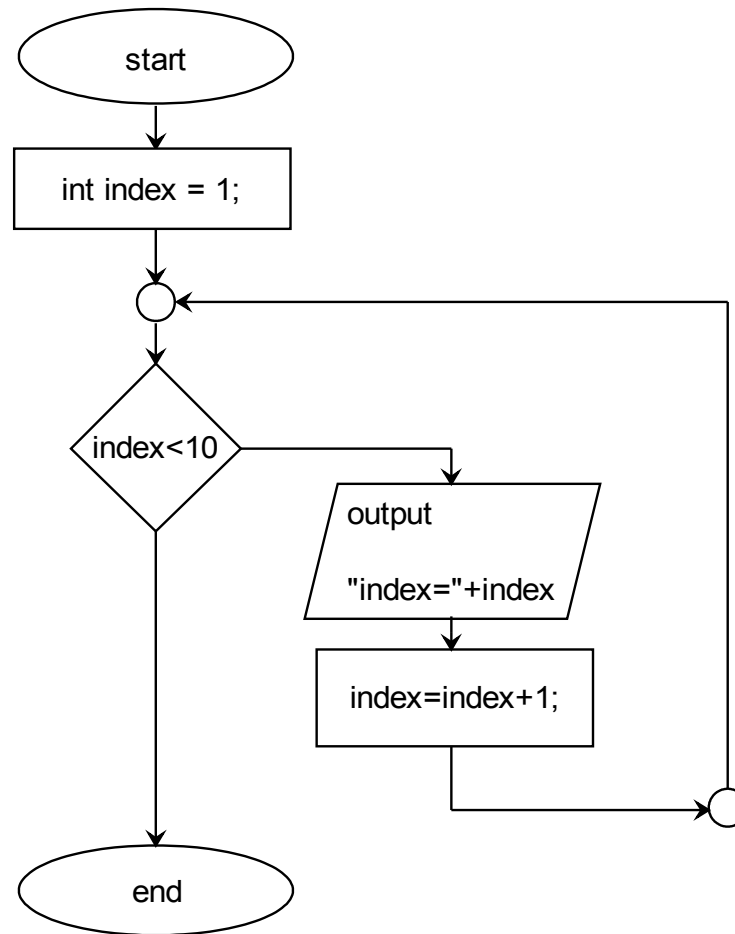 start
int index = 1;
index<10
output
"index="+index
index=index+1;
end